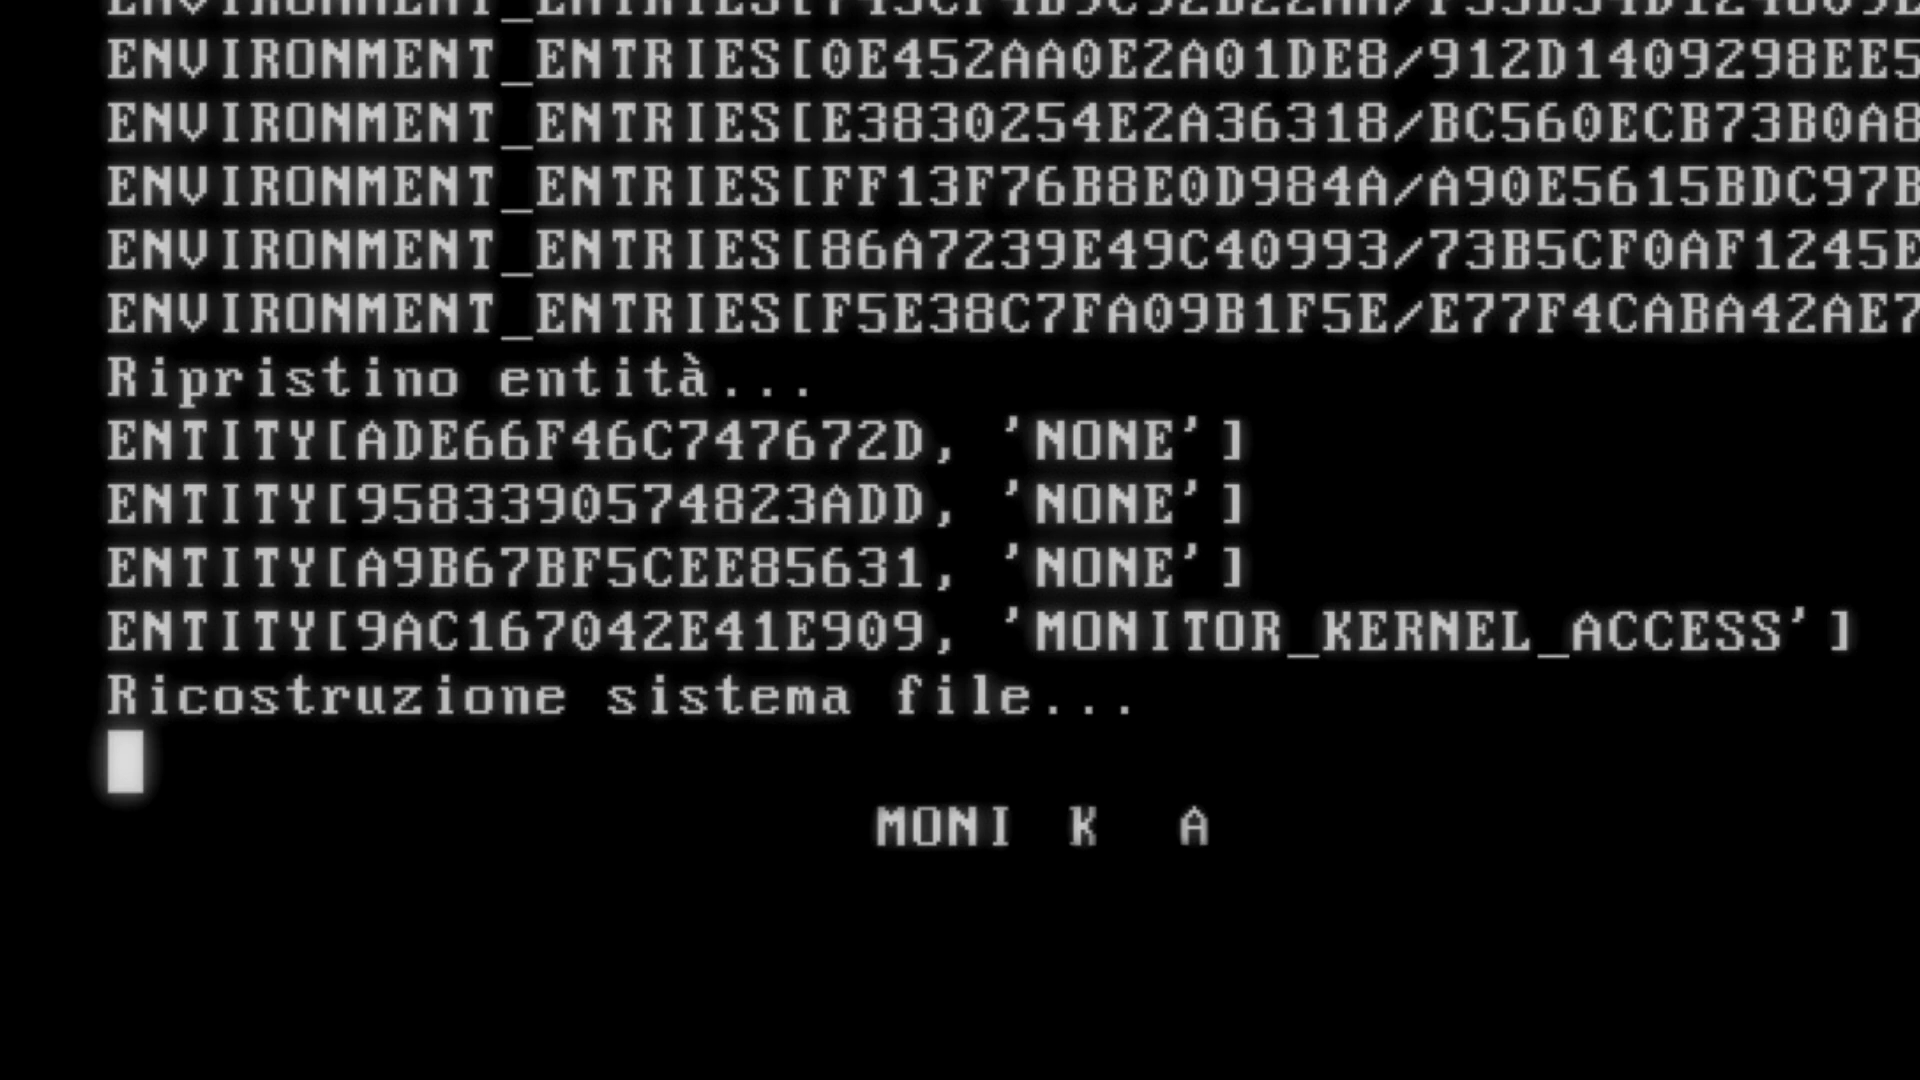 ENVIRONMENT_ENTRIES[0E452AA0E2A01DE8/912D1409298EE5
ENVIRONMENT_ENTRIES[E3830254E2A36318/BC560ECB73B0A8
ENVIRONMENT_ENTRIES[FF13F76B8E0D984A/A90E5615BDC97B
ENVIRONMENT_ENTRIES[86A7239E49C40993/73B5CF0AF1245E
ENVIRONMENT_ENTRIES[F5E38C7FA09B1F5E/E77F4CABA42AE7
Ripristino entità...
ENTITY[ADE66F46C747672D, 'NONE']
ENTITY[9583390574823ADD, 'NONE']
ENTITY[A9B67BF5CEE85631, 'NONE']
ENTITY[9AC167042E41E909, 'MONITOR_KERNEL_ACCESS']
Ricostruzione sistema file...
MONI K A